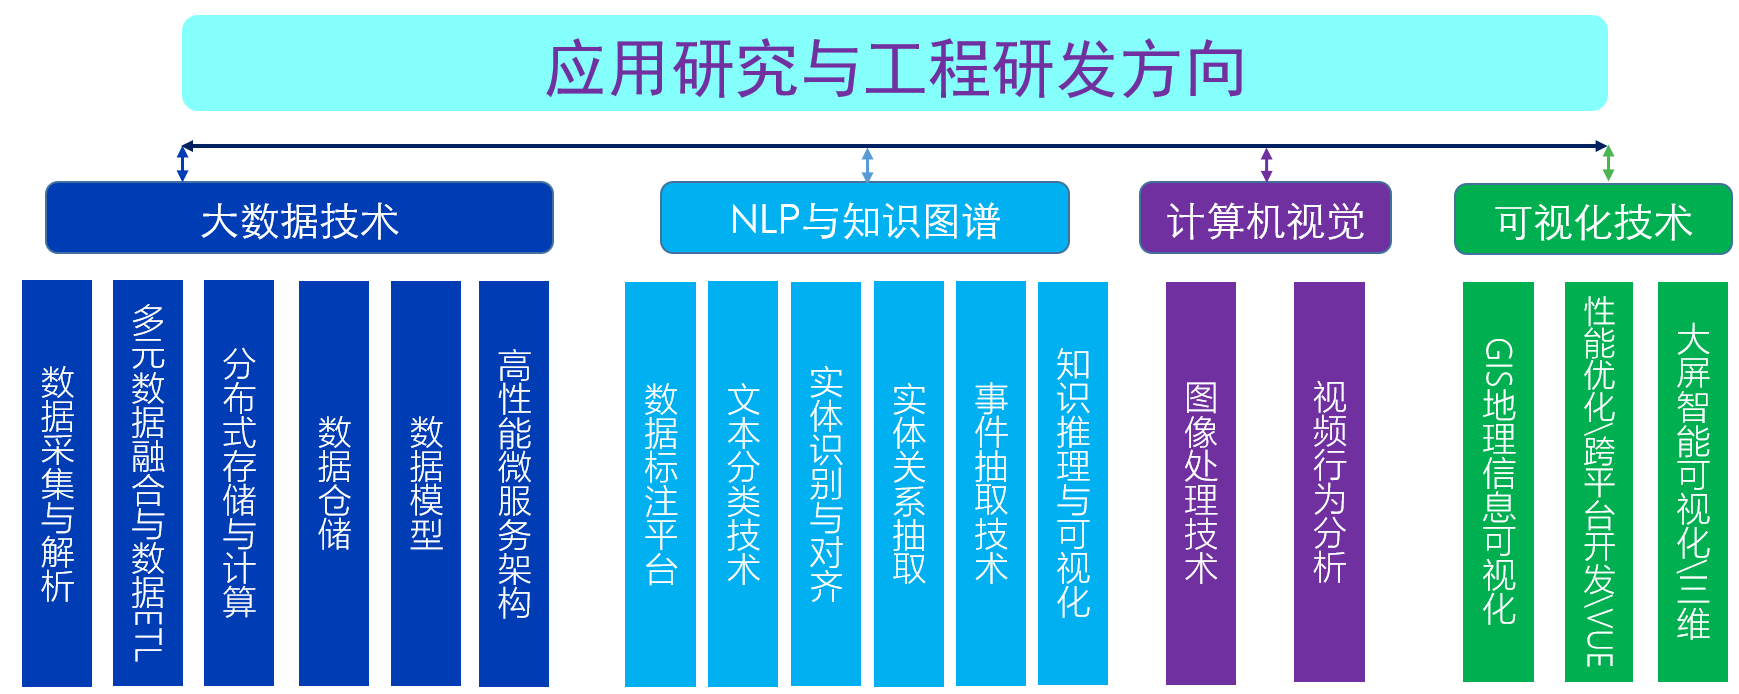 应用研究与工程研发方向
大数据技术
NLP与知识图谱
计算机视觉
可视化技术
数据采集与解析
多元数据融合与数据ETL
分布式存储与计算
数据仓储
数据模型
高性能微服务架构
数据标注平台
文本分类技术
实体识别与对齐
实体关系抽取
事件抽取技术
知识推理与可视化
图像处理技术
视频行为分析
GIS地理信息可视化
性能优化/跨平台开发/VUE
大屏智能可视化/三维